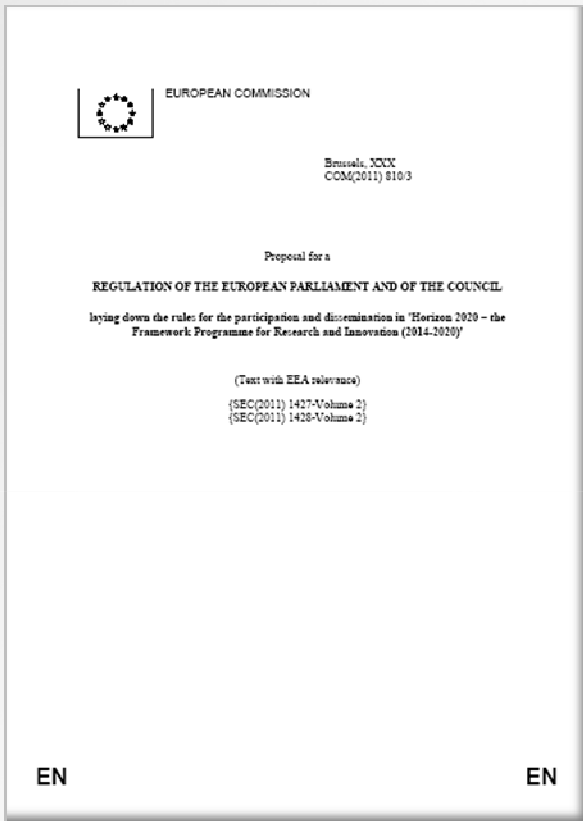 EUROPEAN COMMISSION
Brussels, XXX
COM(2011) 810/3
Proposal for a
REGULATION OF THE EUROPEAN PARLIAMENT AND OF THE COUNCIL
laying down the rules for the participation and dissemination in 'Horizon 2020 – the
Framework Programme for Research and Innovation (2014-2020)'
(Text with EEA relevance)
{SEC(2011) 1427-Volume 2}
{SEC(2011) 1428-Volume 2}
EN
EN